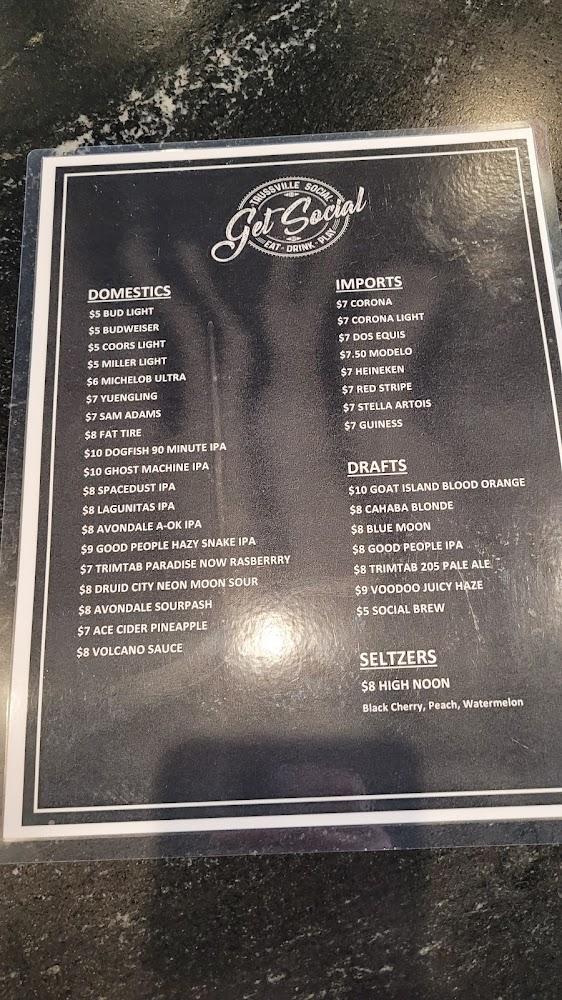 TRUSSVILLE SOCIAL
Get Social
EAT - DRINK - PLAY
DOMESTICS
$5 BUD LIGHT
$5 BUDWEISER
$5 COORS LIGHT
$5 MILLER LIGHT
$6 MICHELOB ULTRA
$7 YUENGLING
$7 SAM ADAMS
$8 FAT TIRE
$10 DOGFISH 90 MINUTE IPA
$10 GHOST MACHINE IPA
$8 SPACEDUST IPA
$8 LAGUNITAS IPA
$8 AVONDALE A-OK IPA
$9 GOOD PEOPLE HAZY SNAKE IPA
$7 TRIMTAB PARADISE NOW RASBERRRY
$8 DRUID CITY NEON MOON SOUR
$8 AVONDALE SOURPASH
$7 ACE CIDER PINEAPPLE
$8 VOLCANO SAUCE
IMPORTS
$7 CORONA
$7 CORONA LIGHT
$7 DOS EQUIS
$7.50 MODELO
$7 HEINEKEN
$7 RED STRIPE
$7 STELLA ARTOIS
$7 GUINESS
DRAFTS
$10 GOAT ISLAND BLOOD ORANGE
$8 CAHABA BLONDE
$8 BLUE MOON
$8 GOOD PEOPLE IPA
$8 TRIMTAB 205 PALE ALE
$9 VOODOO JUICY HAZE
$5 SOCIAL BREW
SELTZERS
$8 HIGH NOON
Black Cherry, Peach, Watermelon